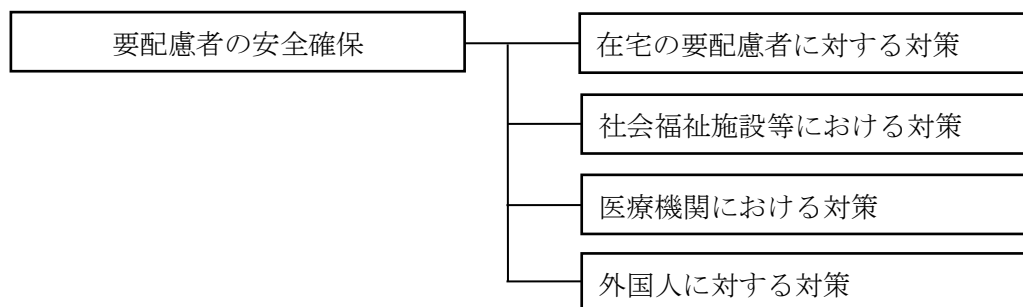 要配慮者の安全確保
在宅の要配慮者に対する対策
社会福祉施設等における対策
医療機関における対策
外国人に対する対策